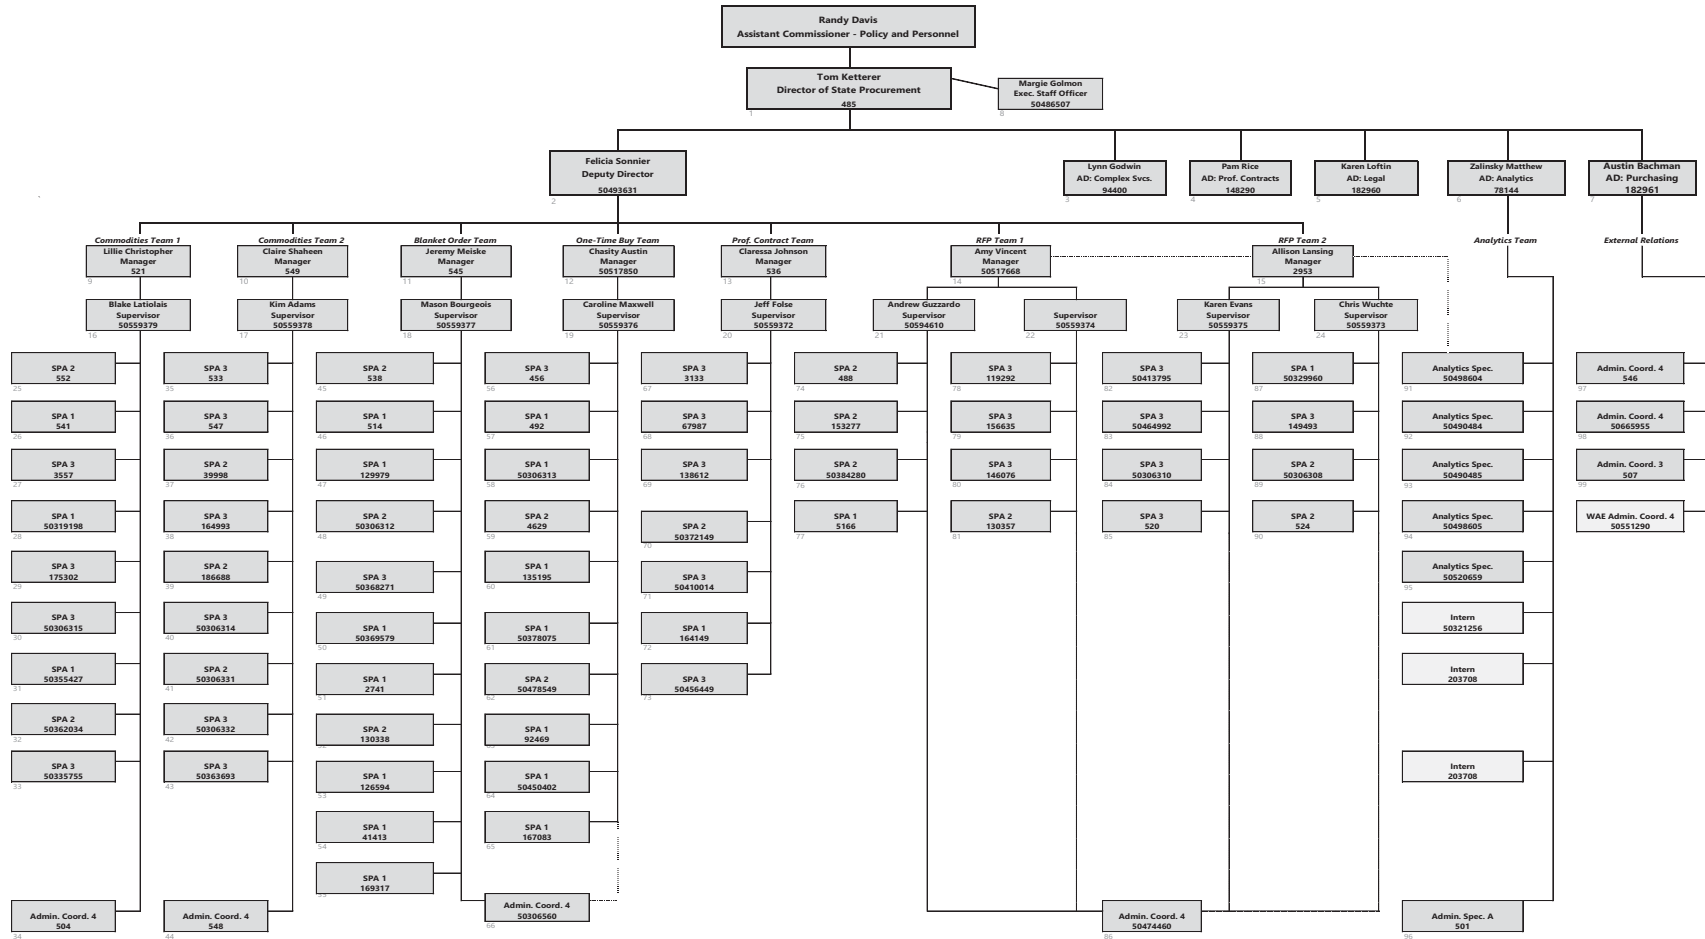 Randy Davis
Assistant Commissioner - Policy and Personnel
Tom Ketterer
Director of State Procurement
485
1
Margie Golmon
Exec. Staff Officer
50486507
8
Felicia Sonnier
Deputy Director
50493631
2
Lynn Godwin
AD: Complex Svcs.
94400
3
Pam Rice
AD: Prof. Contracts
148290
4
Karen Loftin
AD: Legal
182960
5
Zalinsky Matthew
AD: Analytics
78144
6
Austin Bachman
AD: Purchasing
182961
7
Commodities Team 1
Lillie Christopher
Manager
521
9
Commodities Team 2
Claire Shaheen
Manager
549
10
Blanket Order Team
Jeremy Meiske
Manager
545
11
One-Time Buy Team
Chasity Austin
Manager
50517850
12
Prof. Contract Team
Claressa Johnson
Manager
536
13
RFP Team 1
Amy Vincent
Manager
50517668
14
RFP Team 2
Allison Lansing
Manager
2953
15
Analytics Team
External Relations
Blake Latiolais
Supervisor
50559379
16
Kim Adams
Supervisor
50559378
17
Mason Bourgeois
Supervisor
50559377
18
Caroline Maxwell
Supervisor
50559376
19
Jeff Folse
Supervisor
50559372
20
Andrew Guzzardo
Supervisor
50594610
21
Supervisor
50559374
22
Karen Evans
Supervisor
50559375
23
Chris Wuchte
Supervisor
50559373
24
SPA 2
552
25
SPA 1
541
26
SPA 3
3557
27
SPA 1
50319198
28
SPA 3
175302
29
SPA 3
50306315
30
SPA 1
50355427
31
SPA 2
50362034
32
SPA 3
50335755
33
Admin. Coord. 4
504
34
SPA 3
533
35
SPA 3
547
36
SPA 2
39998
37
SPA 3
164993
38
SPA 2
186688
39
SPA 3
50306314
40
SPA 2
50306331
41
SPA 3
50306332
42
SPA 3
50363693
43
Admin. Coord. 4
548
44
SPA 2
538
45
SPA 1
514
46
SPA 1
129979
47
SPA 2
50306312
48
SPA 3
50368271
49
SPA 1
50369579
50
SPA 1
2741
51
SPA 2
130338
52
SPA 1
126594
53
SPA 1
41413
54
SPA 1
169317
55
SPA 3
456
56
SPA 1
492
57
SPA 1
50306313
58
SPA 2
4629
59
SPA 1
135195
60
SPA 1
50378075
61
SPA 2
50478549
62
SPA 1
92469
63
SPA 1
50450402
64
SPA 1
167083
65
Admin. Coord. 4
50306560
66
SPA 3
3133
67
SPA 3
67987
68
SPA 3
138612
69
SPA 2
50372149
70
SPA 3
50410014
71
SPA 1
164149
72
SPA 3
50456449
73
SPA 2
488
74
SPA 2
153277
75
SPA 2
50384280
76
SPA 1
5166
77
SPA 3
119292
78
SPA 3
156635
79
SPA 3
146076
80
SPA 2
130357
81
SPA 3
50413795
82
SPA 3
50464992
83
SPA 3
50306310
84
SPA 3
520
85
Admin. Coord. 4
50474460
86
SPA 1
50329960
87
SPA 3
149493
88
SPA 2
50306308
89
SPA 2
524
90
Analytics Spec.
50498604
91
Analytics Spec.
50490484
92
Analytics Spec.
50490485
93
Analytics Spec.
50498605
94
Analytics Spec.
50520659
95
Intern
50321256
Intern
203708
Intern
203708
Admin. Spec. A
501
96
Admin. Coord. 4
546
97
Admin. Coord. 4
50665955
98
Admin. Coord. 3
507
99
WAE Admin. Coord. 4
50551290